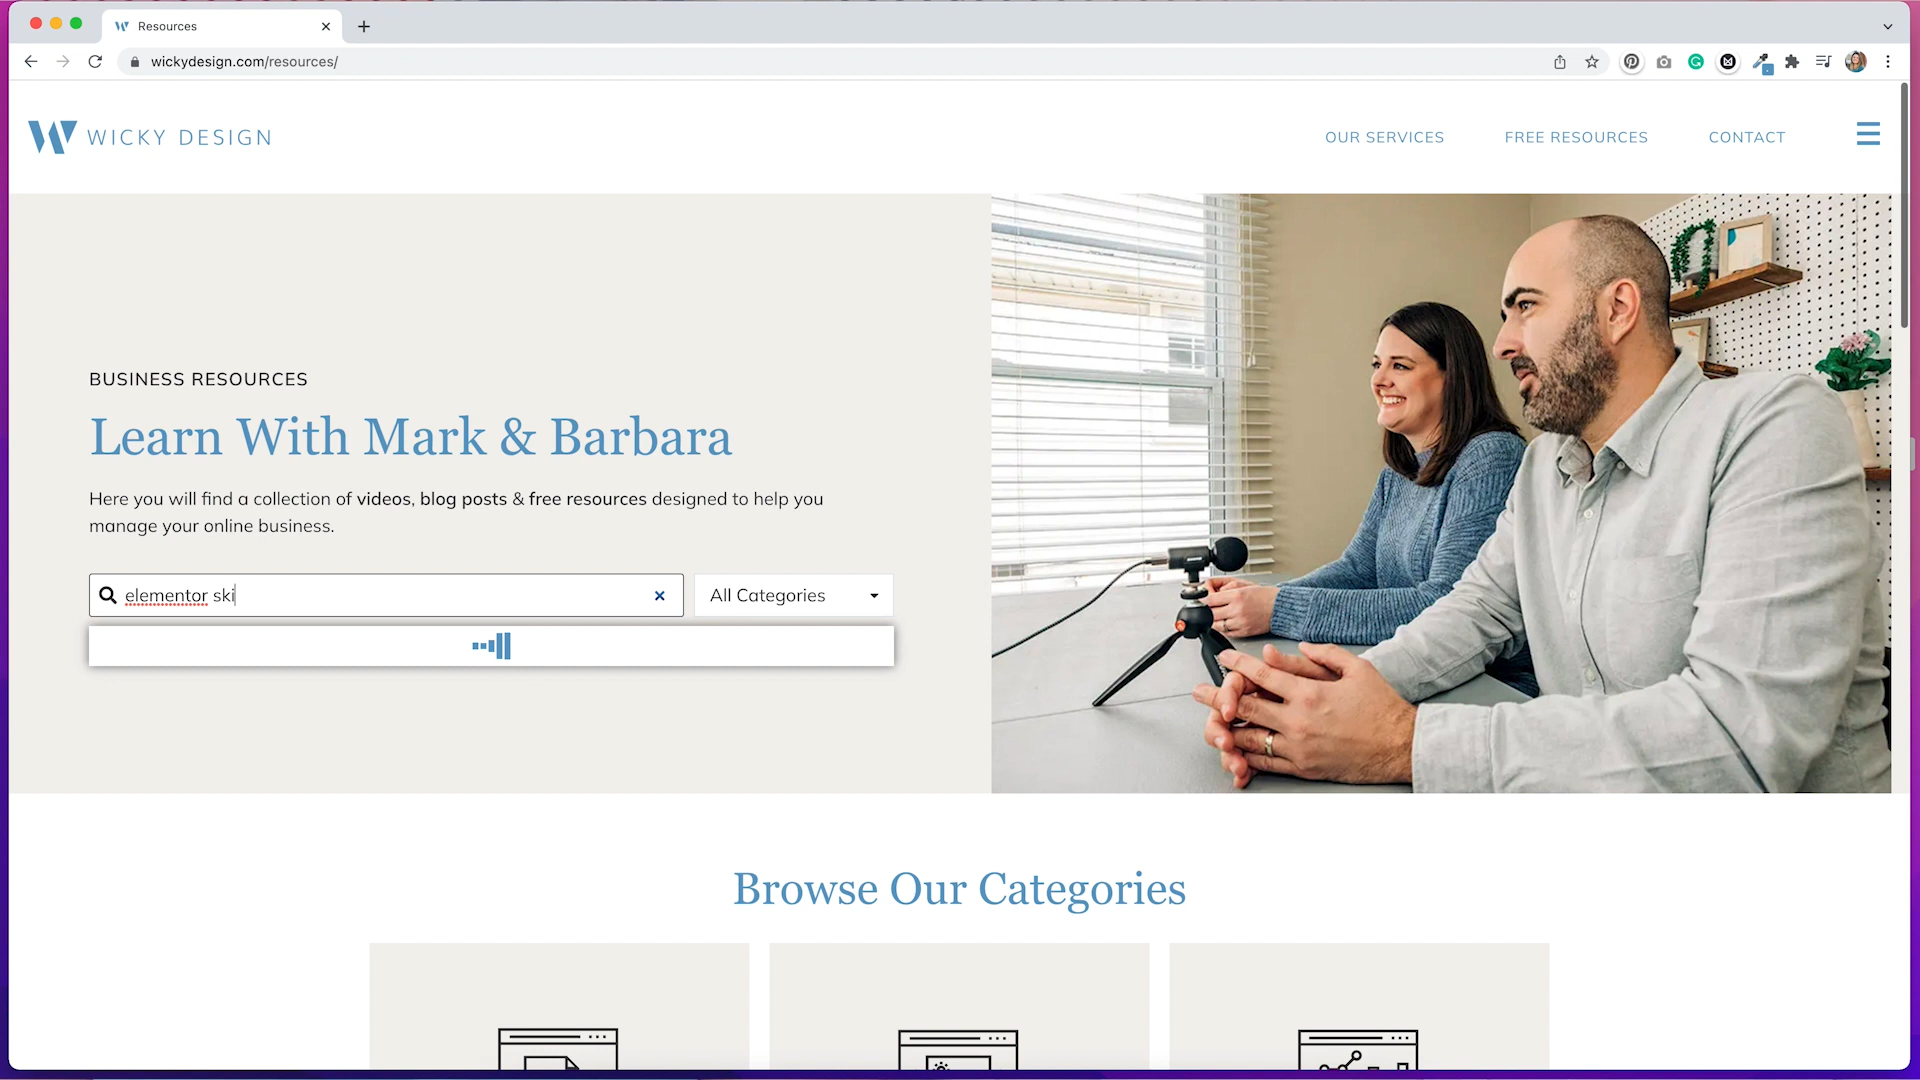 Resources
wickydesign.com/resources/
WICKY DESIGN
OUR SERVICES
FREE RESOURCES
CONTACT
BUSINESS RESOURCES
Learn With Mark & Barbara
Here you will find a collection of videos, blog posts & free resources designed to help you
manage your online business.
elementor ski
All Categories
Browse Our Categories